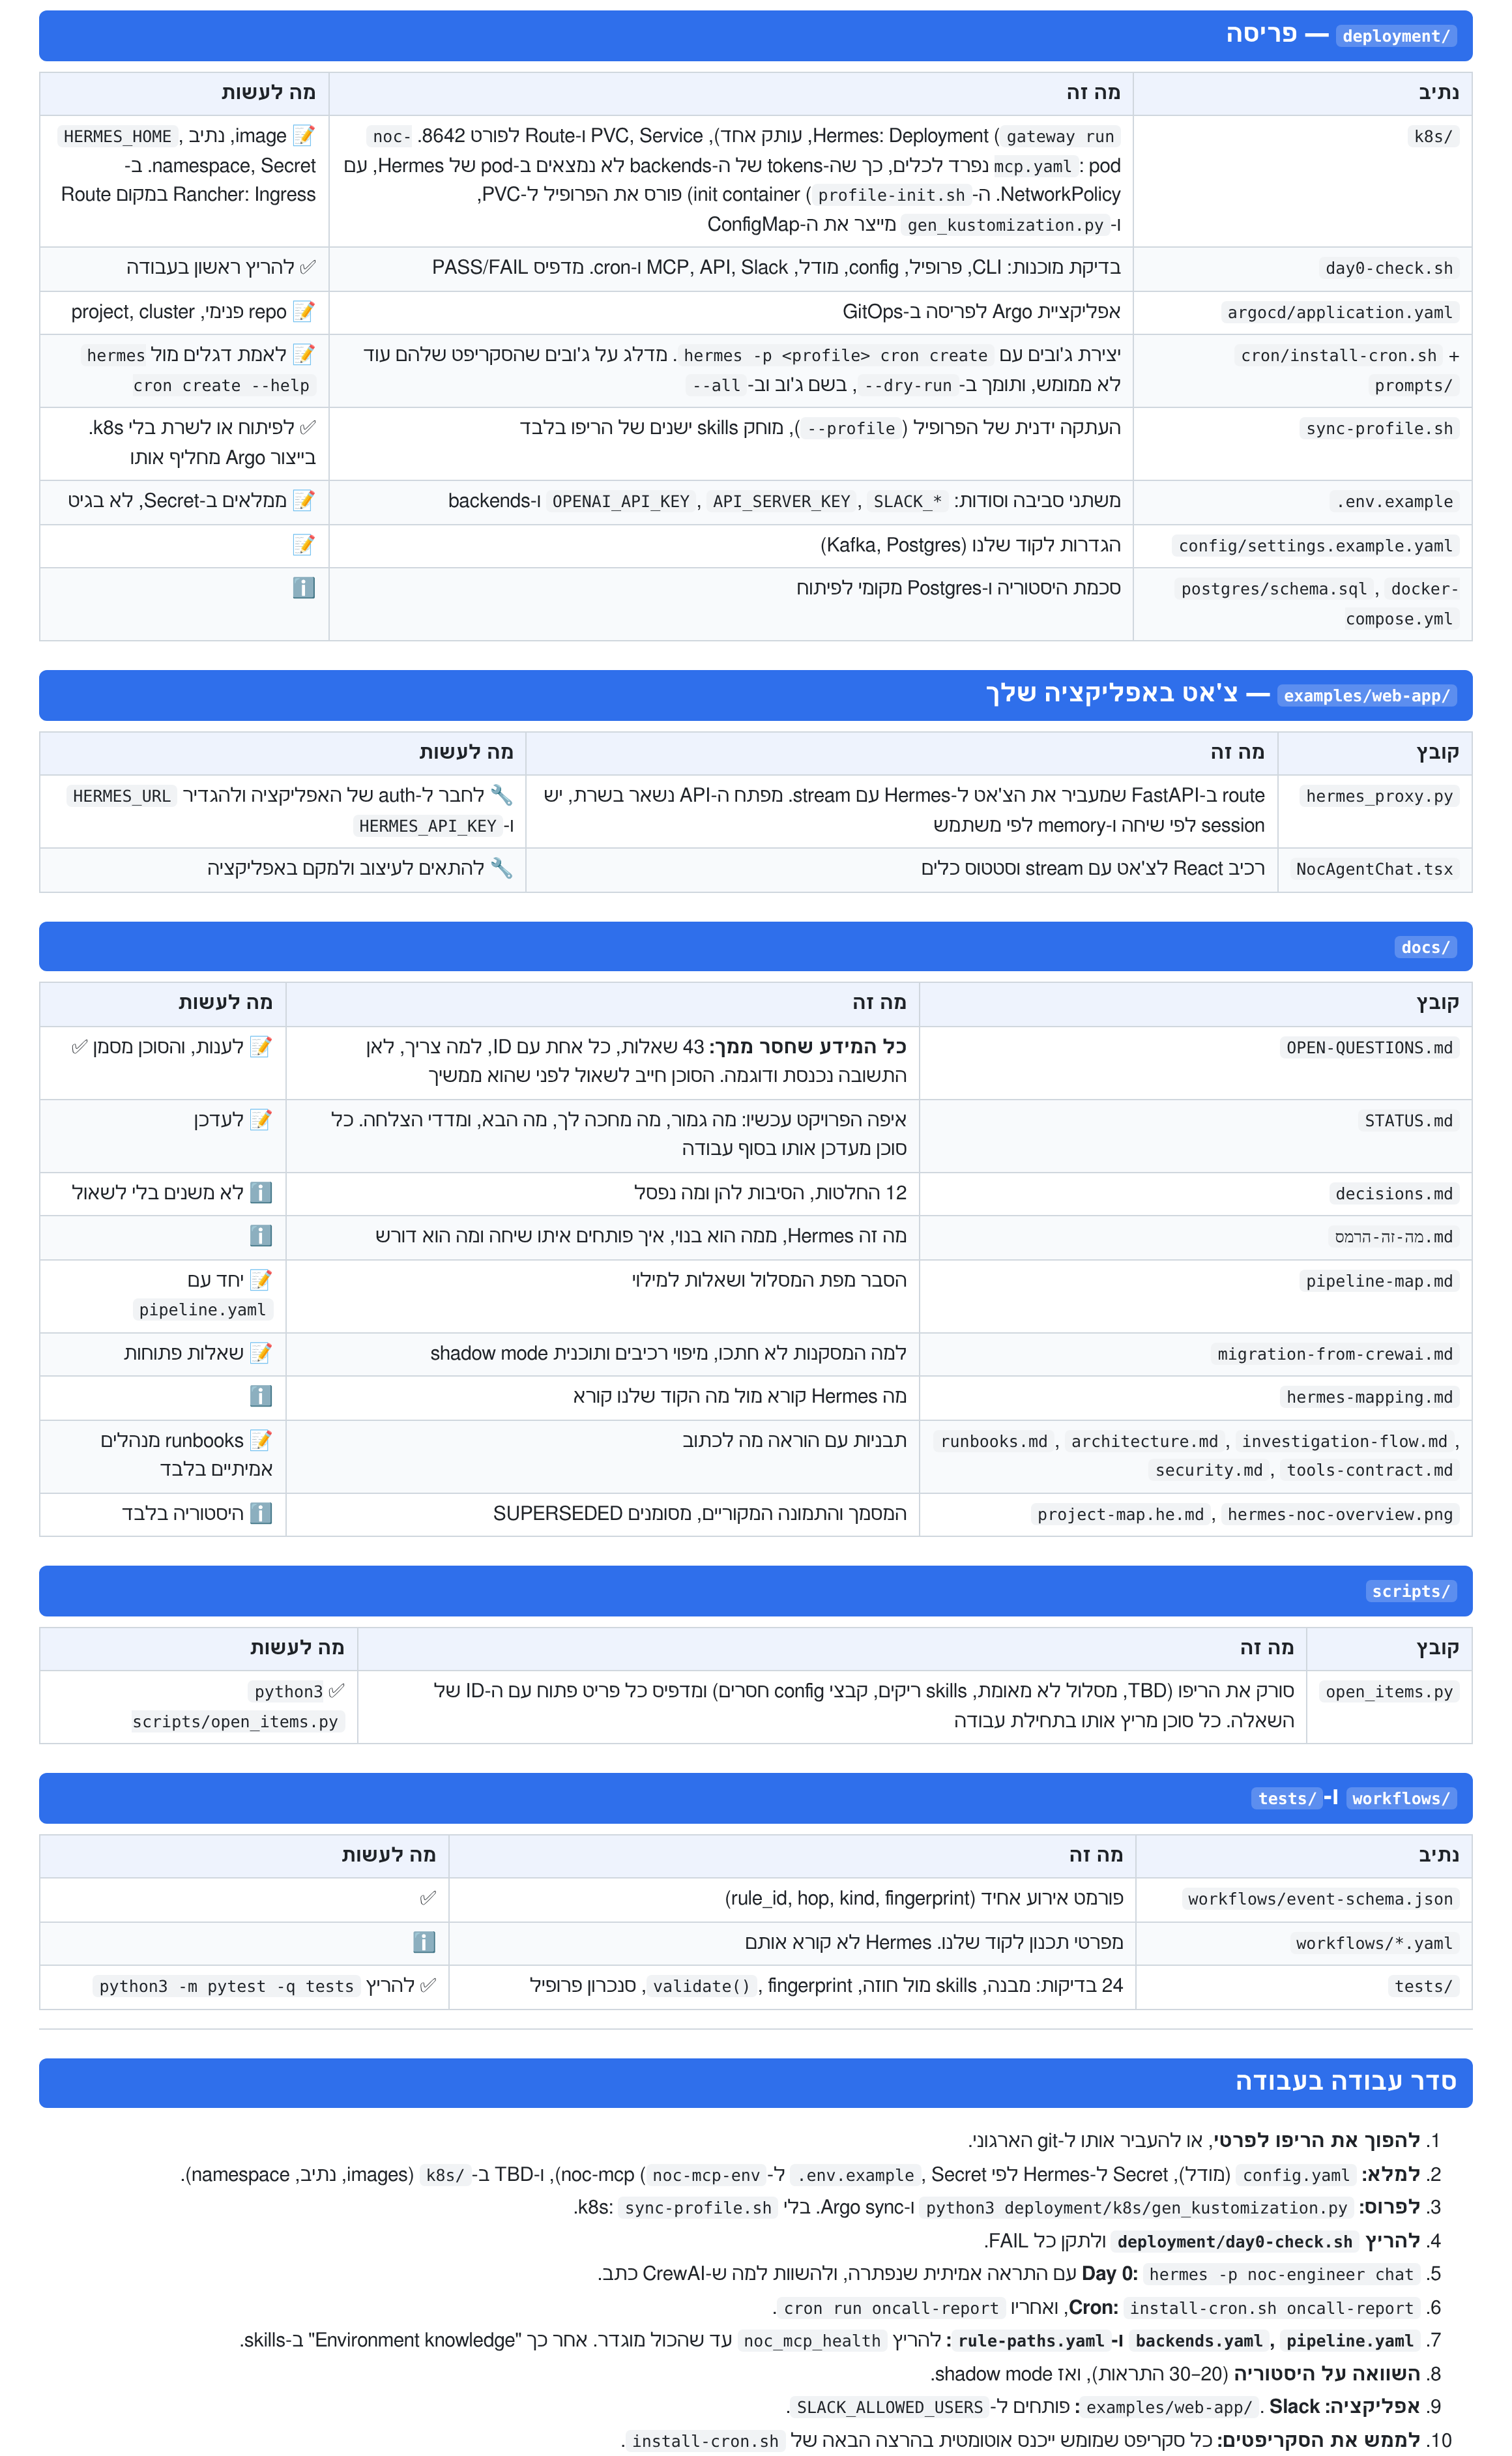 deployment/ — פריסה
נתיב	מה זה	מה לעשות
k8s/	Hermes: Deployment (gateway run, עותק אחד), PVC, Service ו-Route לפורט 8642. noc-	📝 image, נתיב HERMES_HOME,
mcp.yaml: pod נפרד לכלים, כך שה-tokens של ה-backends לא נמצאים ב-pod של Hermes, עם	namespace, Secret. ב-
NetworkPolicy. ה-init container (profile-init.sh) פורס את הפרופיל ל-PVC,	Rancher: Ingress במקום Route
ו-gen_kustomization.py מייצר את ה-ConfigMap
day0-check.sh	בדיקת מוכנות: CLI, פרופיל, config, מודל, MCP, API, Slack ו-cron. מדפיס PASS/FAIL	✅ להריץ ראשון בעבודה
argocd/application.yaml	אפליקציית Argo לפריסה ב-GitOps	📝 repo פנימי, project, cluster
cron/install-cron.sh +	יצירת ג'ובים עם hermes -p <profile> cron create. מדלג על ג'ובים שהסקריפט שלהם עוד	📝 לאמת דגלים מול hermes
prompts/	לא ממומש, ותומך ב---dry-run, בשם ג'וב וב---all	cron create --help
sync-profile.sh	העתקה ידנית של הפרופיל (--profile), מוחק skills ישנים של הריפו בלבד	✅ לפיתוח או לשרת בלי k8s.
בייצור Argo מחליף אותו
.env.example	משתני סביבה וסודות: OPENAI_API_KEY, API_SERVER_KEY, SLACK_* ו-backends	📝 ממלאים ב-Secret, לא בגיט
config/settings.example.yaml	הגדרות לקוד שלנו (Kafka, Postgres)	📝
postgres/schema.sql, docker-	סכמת היסטוריה ו-Postgres מקומי לפיתוח	ℹ️
compose.yml
examples/web-app/ — צ'אט באפליקציה שלך
קובץ	מה זה	מה לעשות
hermes_proxy.py	route ב-FastAPI שמעביר את הצ'אט ל-Hermes עם stream. מפתח ה-API נשאר בשרת, יש	🔧 לחבר ל-auth של האפליקציה ולהגדיר HERMES_URL
session לפי שיחה ו-memory לפי משתמש	ו-HERMES_API_KEY
NocAgentChat.tsx	רכיב React לצ'אט עם stream וסטטוס כלים	🔧 להתאים לעיצוב ולמקם באפליקציה
docs/
קובץ	מה זה	מה לעשות
OPEN-QUESTIONS.md	כל המידע שחסר ממך: 43 שאלות, כל אחת עם ID, למה צריך, לאן	📝 לענות, והסוכן מסמן ✅
התשובה נכנסת ודוגמה. הסוכן חייב לשאול לפני שהוא ממשיך
STATUS.md	איפה הפרויקט עכשיו: מה גמור, מה מחכה לך, מה הבא, ומדדי הצלחה. כל	📝 לעדכן
סוכן מעדכן אותו בסוף עבודה
decisions.md	12 החלטות, הסיבות להן ומה נפסל	ℹ️ לא משנים בלי לשאול
מה-זה-הרמס.md	מה זה Hermes, ממה הוא בנוי, איך פותחים איתו שיחה ומה הוא דורש	ℹ️
pipeline-map.md	הסבר מפת המסלול ושאלות למילוי	📝 יחד עם
pipeline.yaml
migration-from-crewai.md	למה המסקנות לא חתכו, מיפוי רכיבים ותוכנית shadow mode	📝 שאלות פתוחות
hermes-mapping.md	מה Hermes קורא מול מה הקוד שלנו קורא	ℹ️
runbooks.md, architecture.md, investigation-flow.md,	תבניות עם הוראה מה לכתוב	📝 runbooks מנהלים
security.md, tools-contract.md	אמיתיים בלבד
project-map.he.md, hermes-noc-overview.png	המסמך והתמונה המקוריים, מסומנים SUPERSEDED	ℹ️ היסטוריה בלבד
scripts/
קובץ	מה זה	מה לעשות
open_items.py	סורק את הריפו (TBD, מסלול לא מאומת, skills ריקים, קבצי config חסרים) ומדפיס כל פריט פתוח עם ה-ID של	✅ python3
השאלה. כל סוכן מריץ אותו בתחילת עבודה	scripts/open_items.py
workflows/ ו-tests/
נתיב	מה זה	מה לעשות
workflows/event-schema.json	פורמט אירוע אחיד (rule_id, hop, kind, fingerprint)	✅
workflows/*.yaml	מפרטי תכנון לקוד שלנו. Hermes לא קורא אותם	ℹ️
tests/	24 בדיקות: מבנה, skills מול חוזה, validate(), fingerprint, סנכרון פרופיל	✅ להריץ python3 -m pytest -q tests
סדר עבודה בעבודה
1. להפוך את הריפו לפרטי, או להעביר אותו ל-git הארגוני.
2. למלא: config.yaml (מודל), Secret ל-Hermes לפי .env.example, Secret ל-noc-mcp (noc-mcp-env), ו-TBD ב-k8s/ (images, נתיב, namespace).
3. לפרוס: python3 deployment/k8s/gen_kustomization.py ו-Argo sync. בלי k8s: sync-profile.sh
4. להריץ deployment/day0-check.sh ולתקן כל FAIL.
5. Day 0: hermes -p noc-engineer chat עם התראה אמיתית שנפתרה, ולהשוות למה ש-CrewAI כתב.
6. Cron: install-cron.sh oncall-report, ואחריו cron run oncall-report.
7. pipeline.yaml, backends.yaml ו-rule-paths.yaml: להריץ noc_mcp_health עד שהכול מוגדר. אחר כך "Environment knowledge" ב-skills.
8. השוואה על היסטוריה (20–30 התראות), ואז shadow mode.
9. אפליקציה: examples/web-app/. Slack: פותחים ל-SLACK_ALLOWED_USERS.
10. לממש את הסקריפטים: כל סקריפט שמומש ייכנס אוטומטית בהרצה הבאה של install-cron.sh.